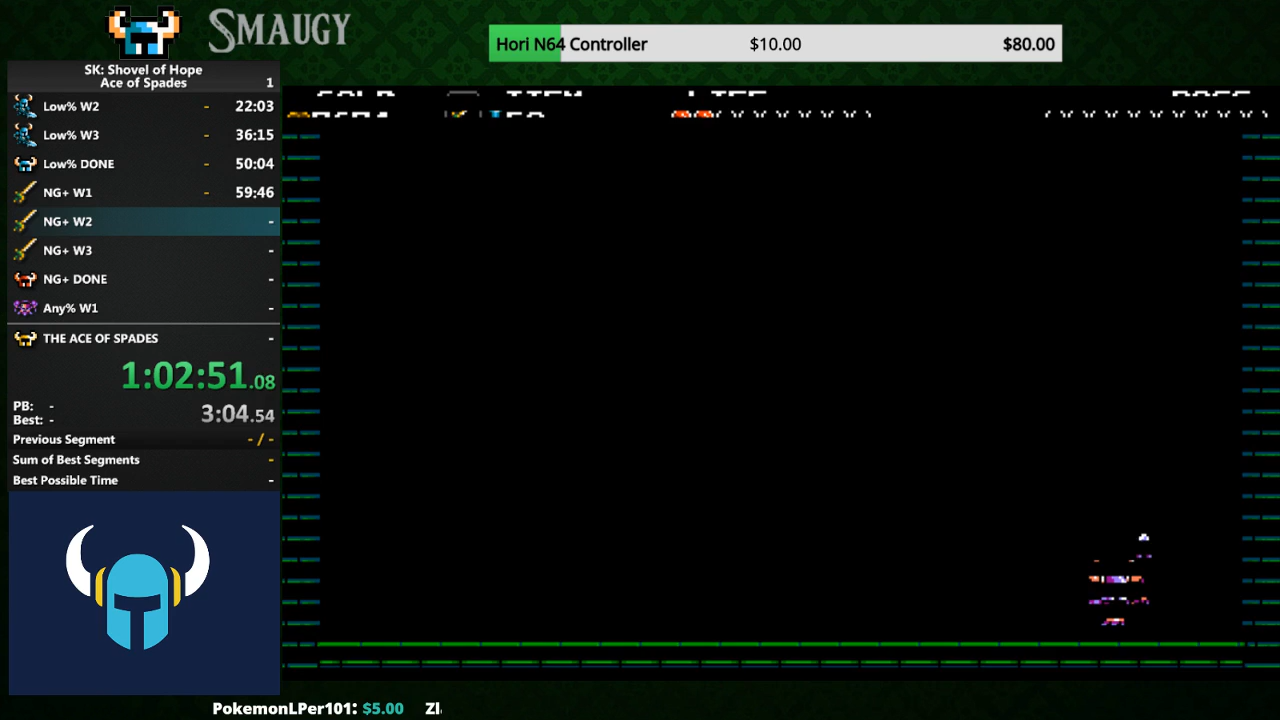 SMAUGY
Hori N64 Controller $10.00 $80.00
SK: Shovel of Hope
Ace of Spades 1
Low% W2 - 22:03
Low% W3 - 36:15
Low% DONE - 50:04
NG+ W1 - 59:46
NG+ W2 -
NG+ W3 -
NG+ DONE -
Any% W1 -
THE ACE OF SPADES -
1:02:51.08
PB: - 3:04.54
Best: -
Previous Segment - / -
Sum of Best Segments -
Best Possible Time -
PokemonLPer101: $5.00